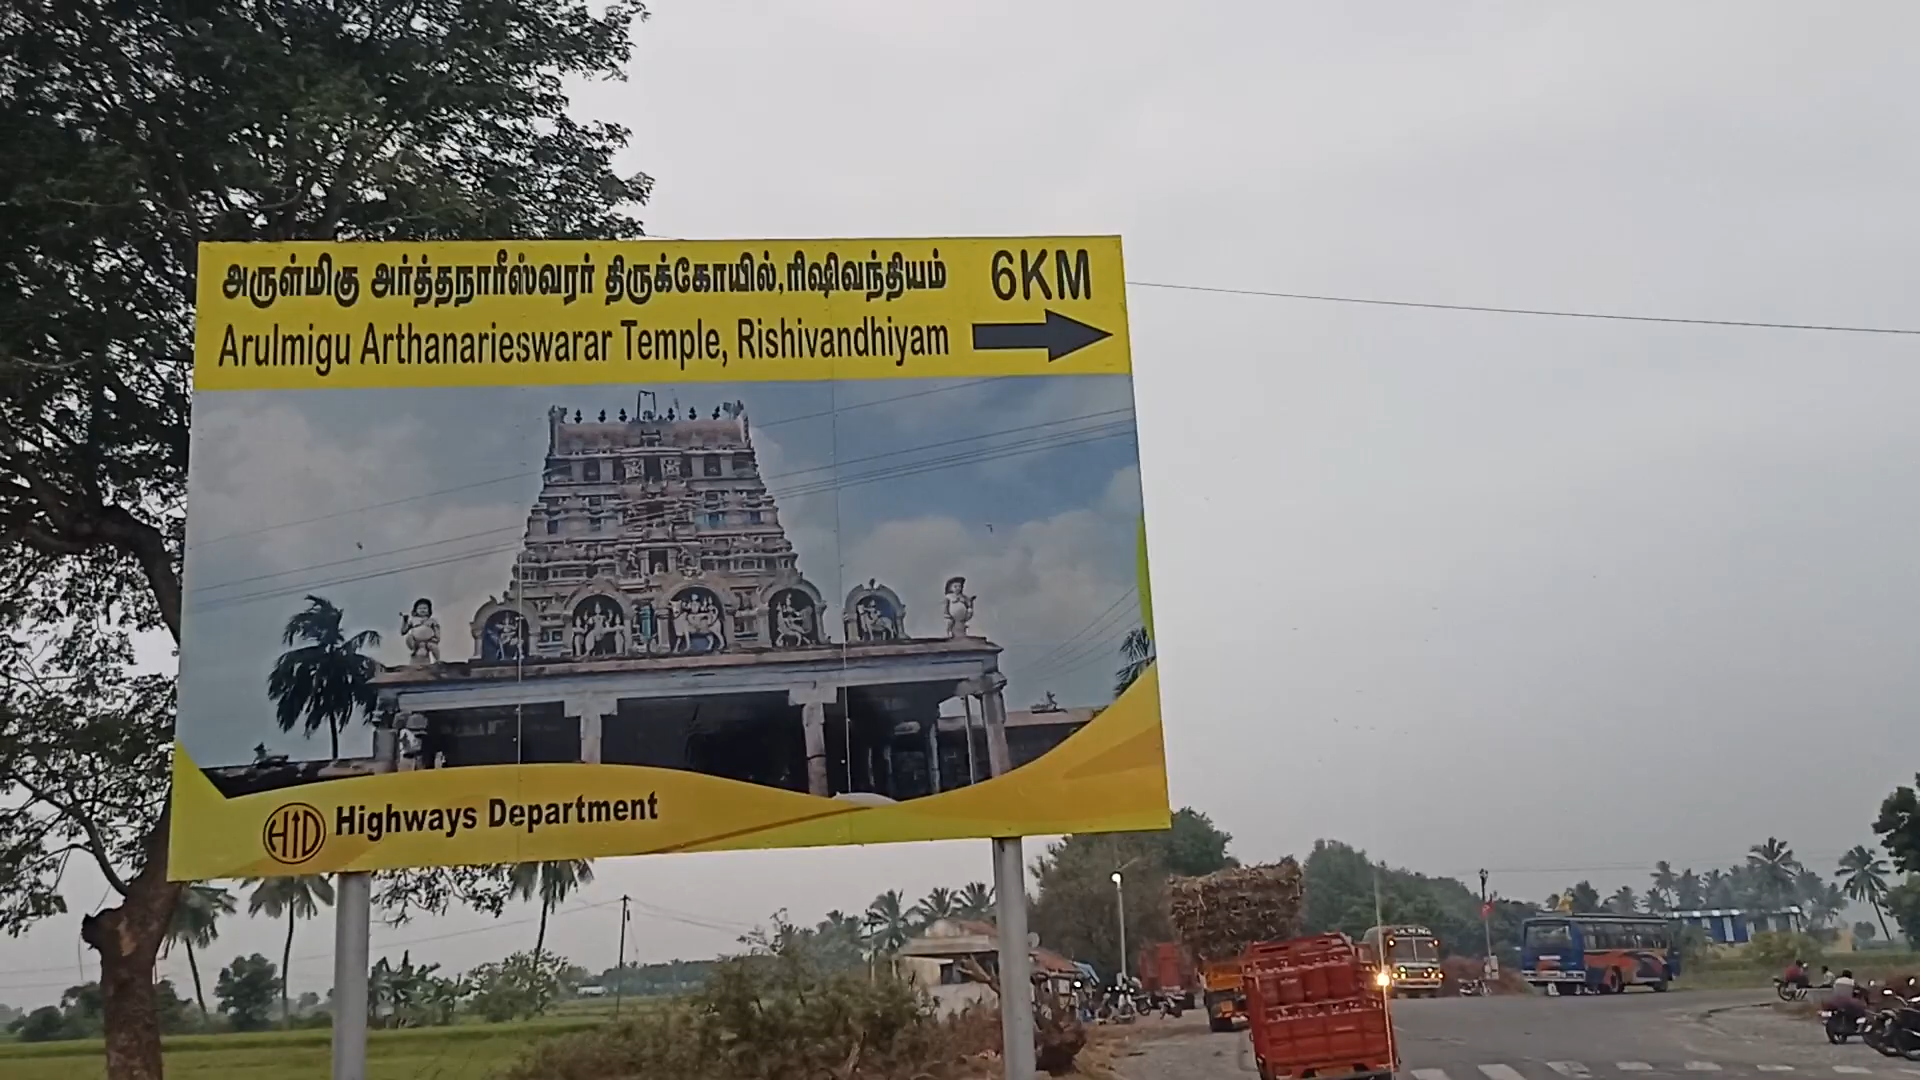 அருள்மிகு அர்த்தநாரீஸ்வரர் திருக்கோயில்,ரிஷிவந்தியம் 6KM
Arulmigu Arthanarieswarar Temple, Rishivandhiyam
HD Highways Department